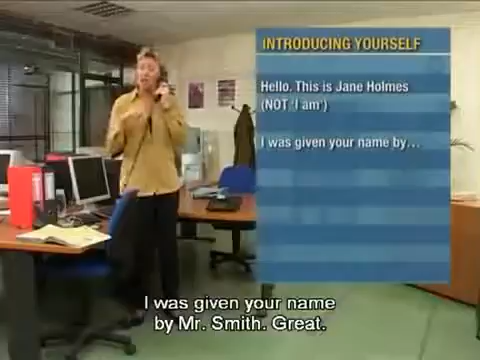 INTRODUCING YOURSELF
Hello. This is Jane Holmes
(NOT 'I am')
I was given your name by...
I was given your name
by Mr. Smith. Great.